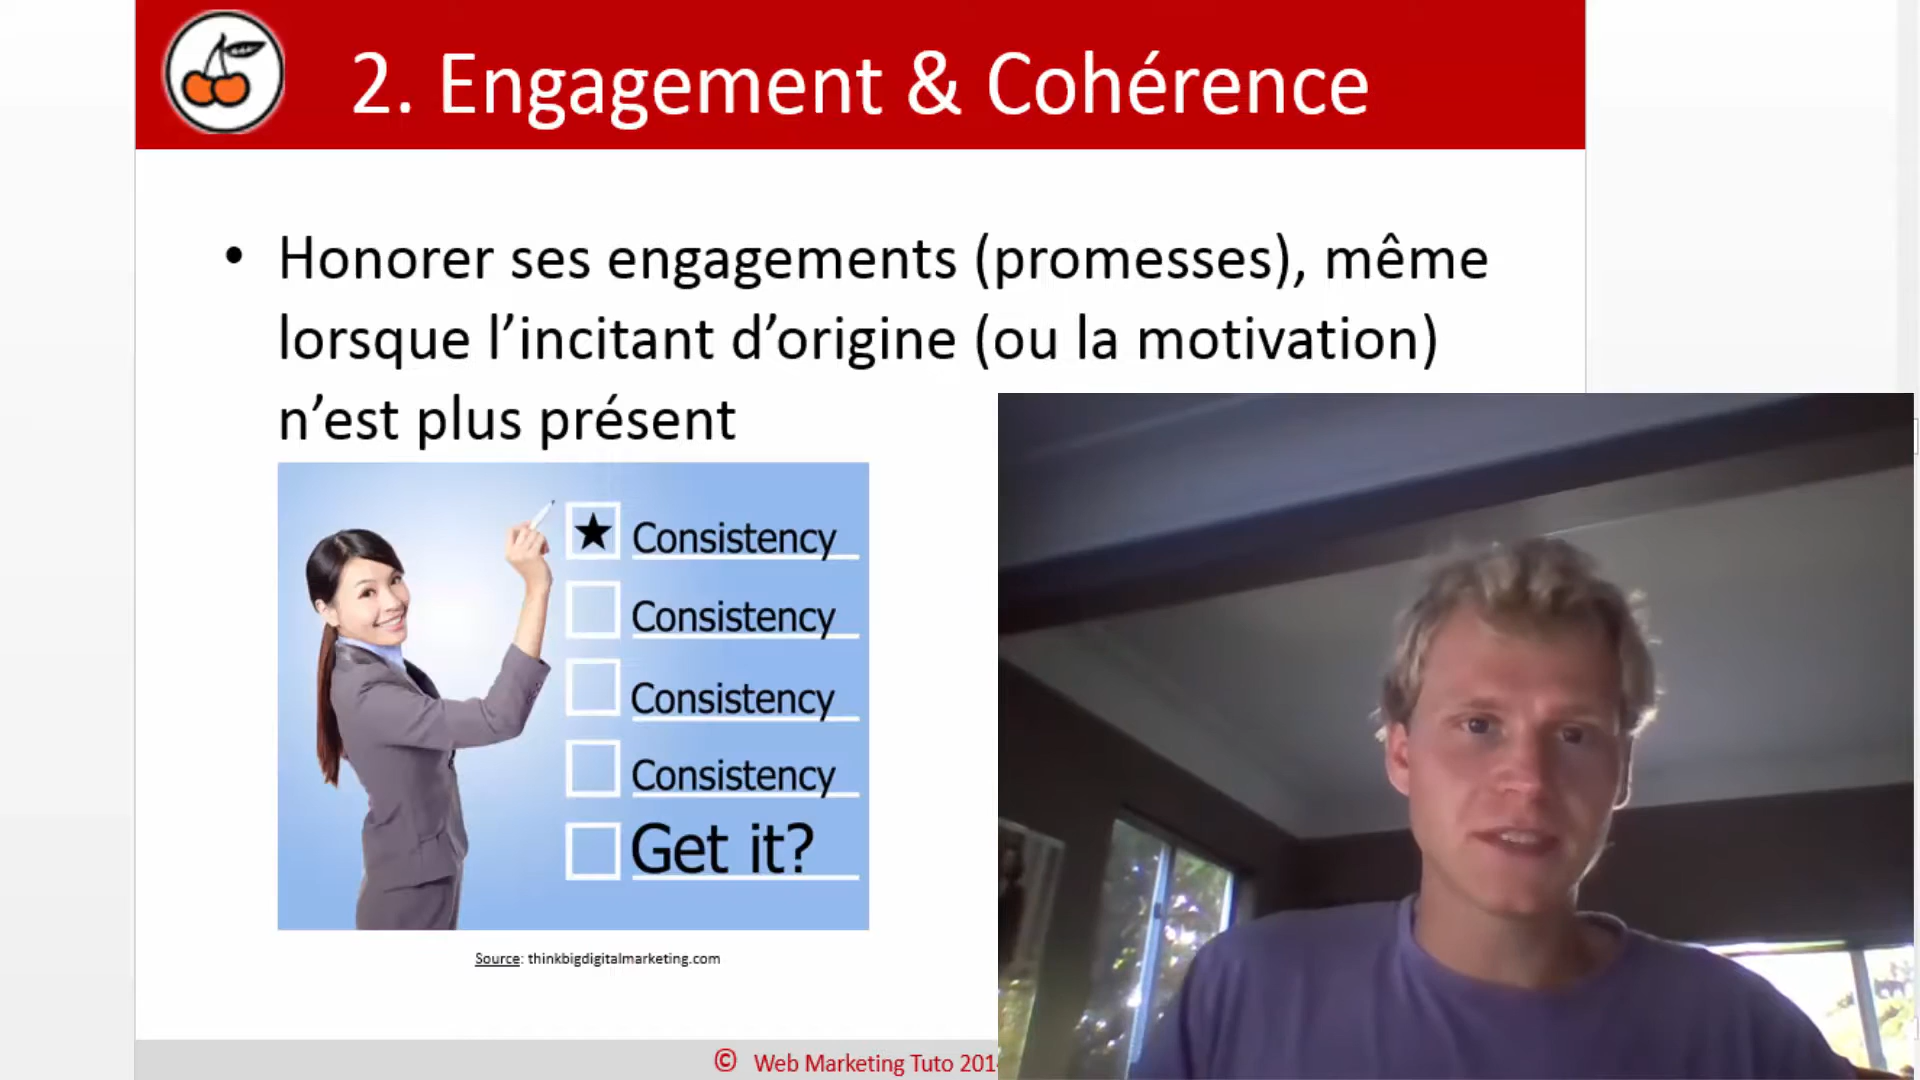 2. Engagement & Cohérence
• Honorer ses engagements (promesses), même
lorsque l’incitant d’origine (ou la motivation)
n’est plus présent
★ Consistency
Consistency
Consistency
Consistency
Get it?
Source: thinkbigdigitalmarketing.com
© Web Marketing Tuto